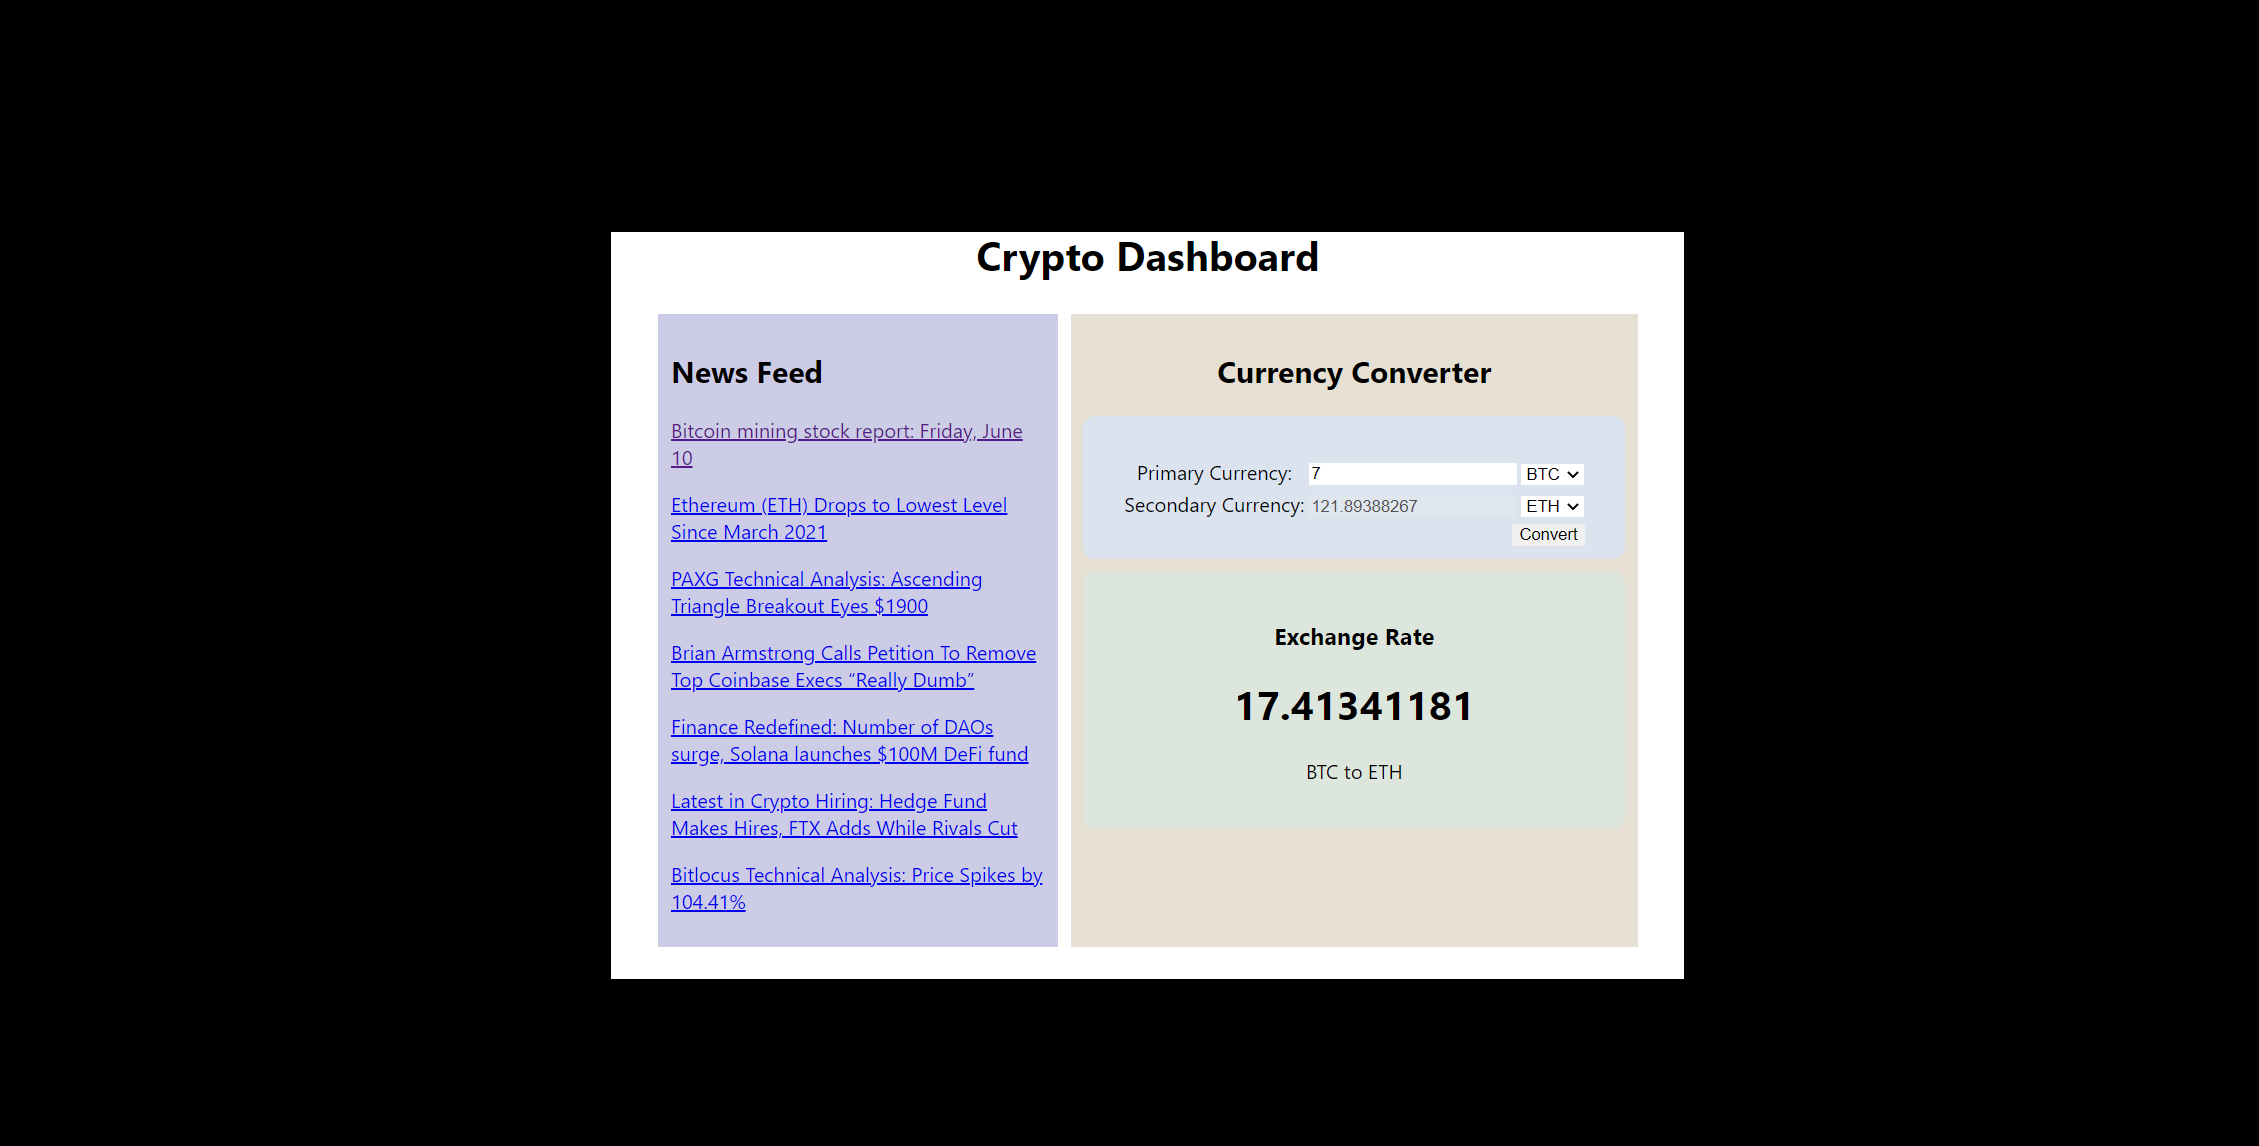 Crypto Dashboard
News Feed
Bitcoin mining stock report: Friday, June
10
Ethereum (ETH) Drops to Lowest Level
Since March 2021
PAXG Technical Analysis: Ascending
Triangle Breakout Eyes $1900
Brian Armstrong Calls Petition To Remove
Top Coinbase Execs “Really Dumb”
Finance Redefined: Number of DAOs
surge, Solana launches $100M DeFi fund
Latest in Crypto Hiring: Hedge Fund
Makes Hires, FTX Adds While Rivals Cut
Bitlocus Technical Analysis: Price Spikes by
104.41%
Currency Converter
Primary Currency: 7 BTC
Secondary Currency: 121.89388267 ETH
Convert
Exchange Rate
17.41341181
BTC to ETH